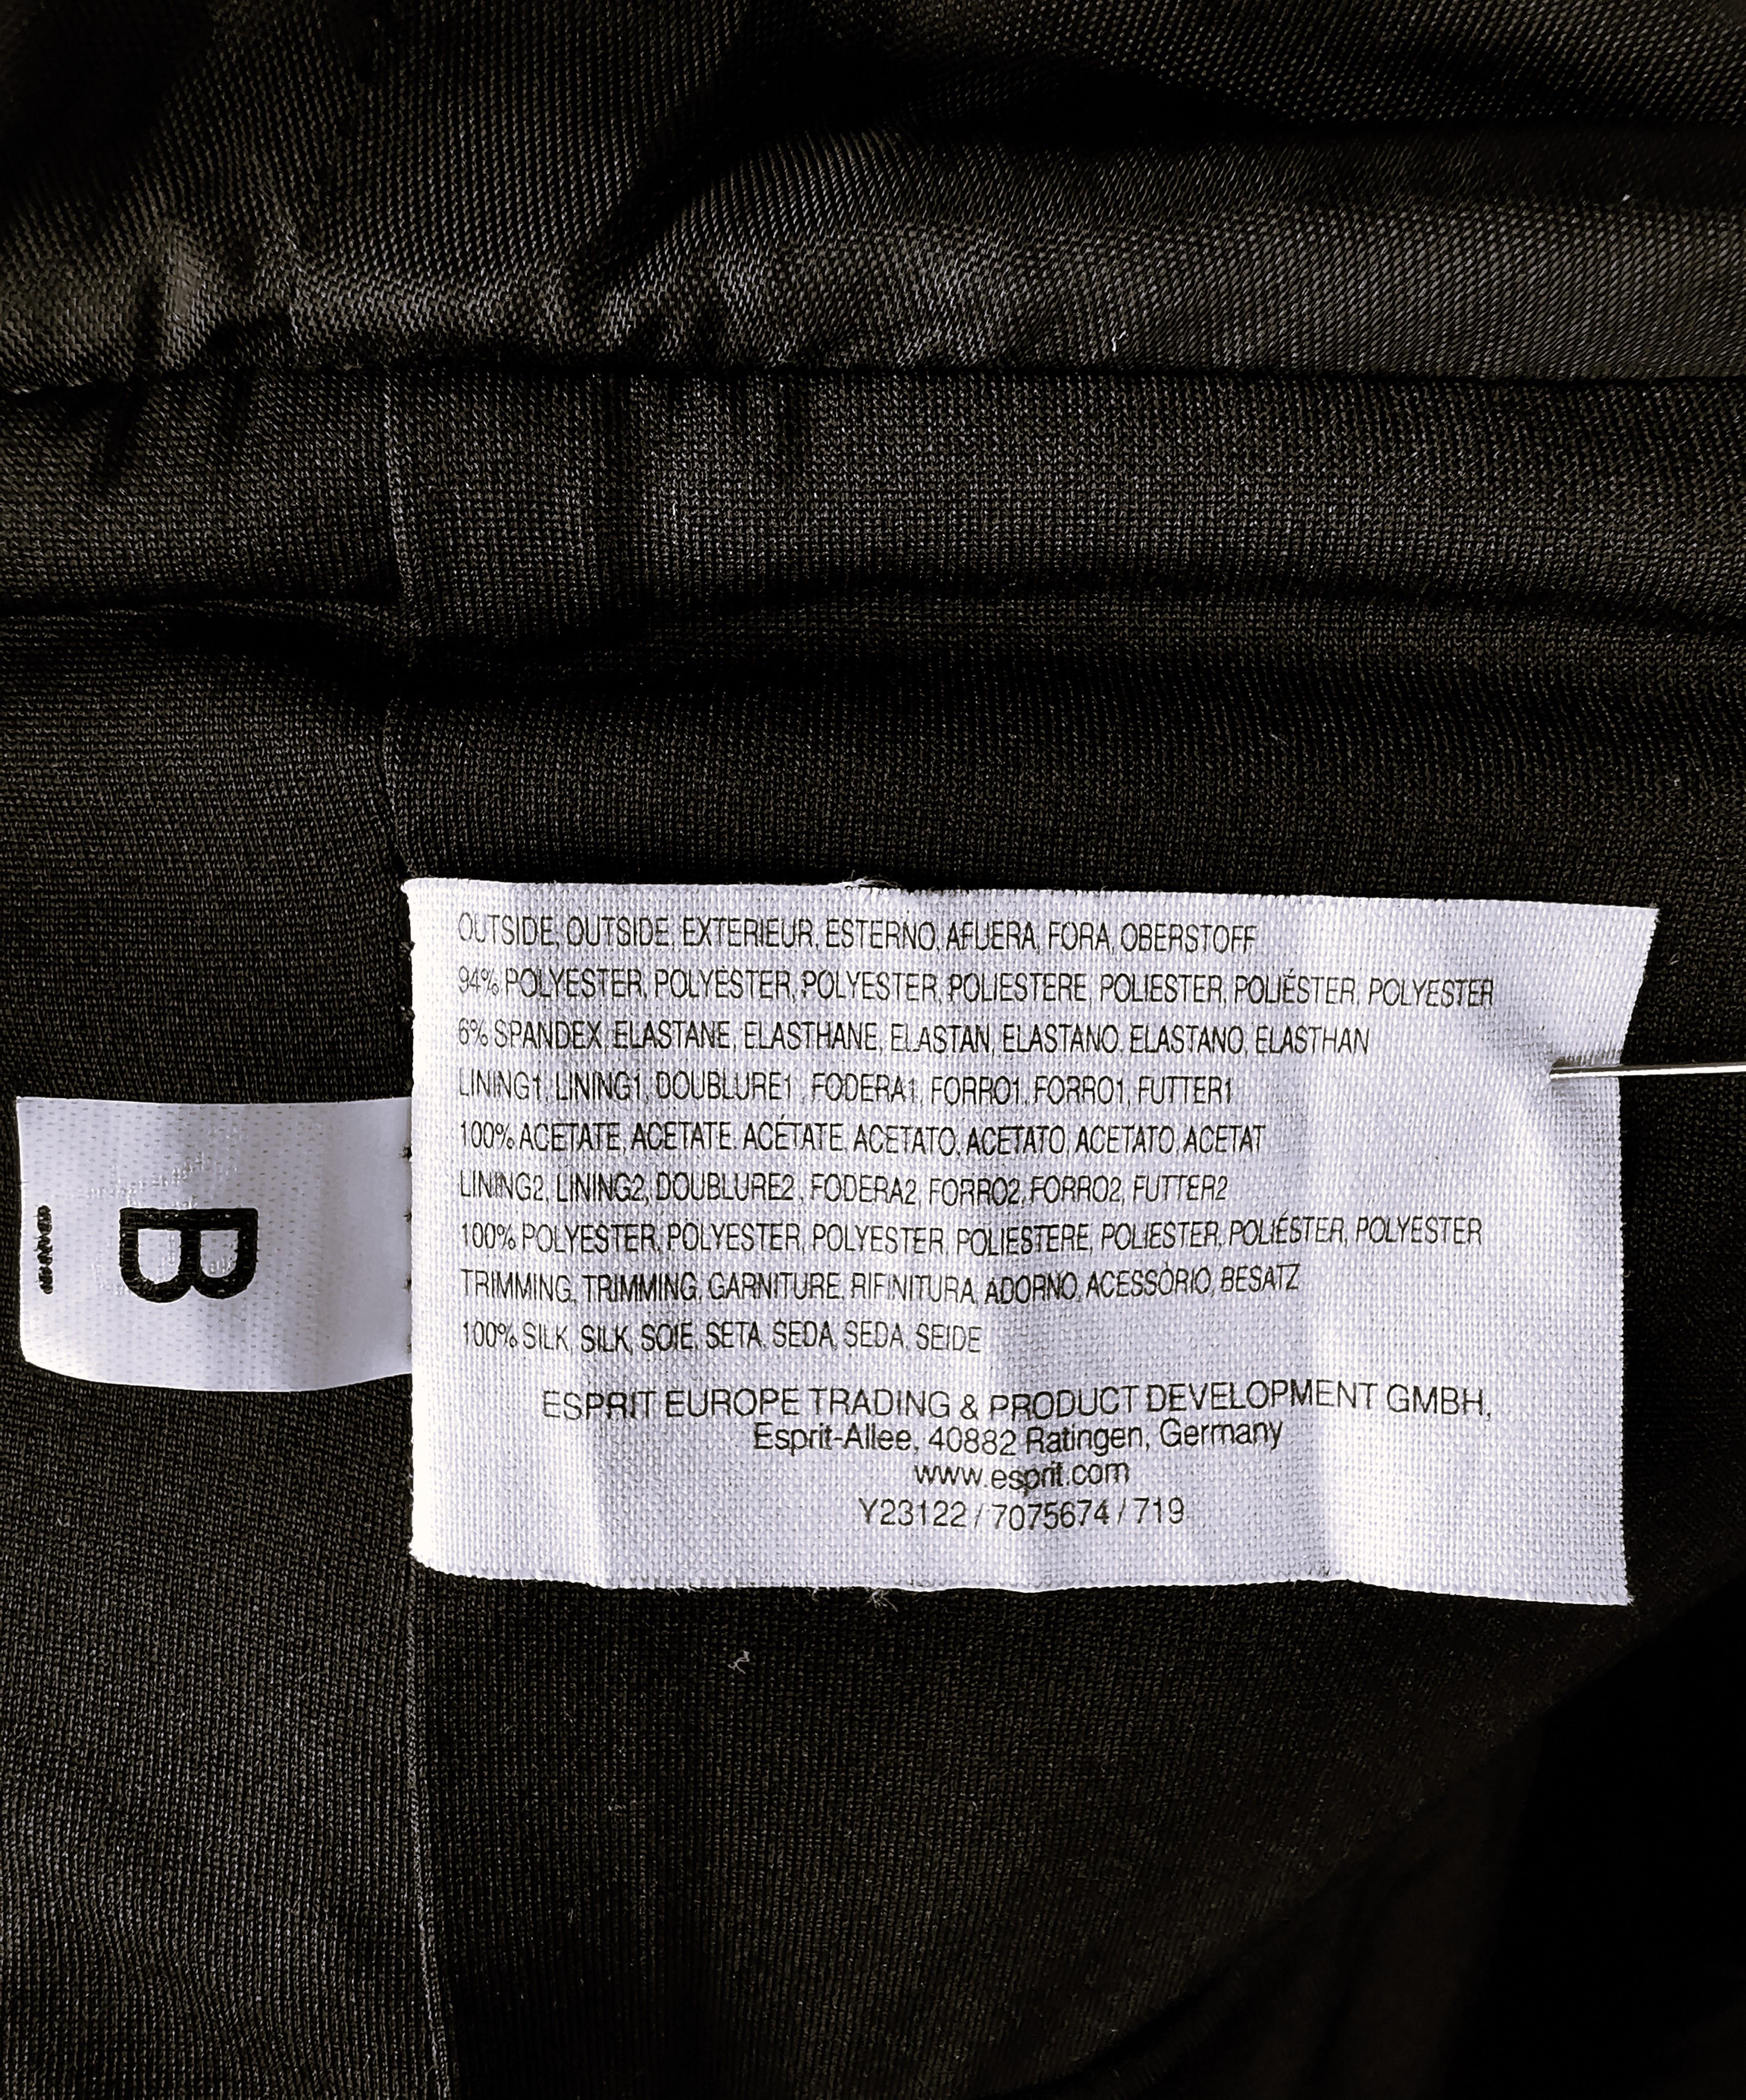 OUTSIDE, OUTSIDE, EXTERIEUR, ESTERNO, AFUERA, FORA, OBERSTOFF
94% POLYESTER, POLYESTER, POLYESTER, POLIESTERE, POLIESTER, POLIÉSTER, POLYESTER
6% SPANDEX, ELASTANE, ELASTHANE, ELASTAN, ELASTANO, ELASTANO, ELASTHAN
LINING1, LINING1, DOUBLURE1, FODERA1, FORRO1, FORRO1, FUTTER1
100% ACETATE, ACETATE, ACÉTATE, ACETATO, ACETATO, ACETATO, ACETAT
LINING2, LINING2, DOUBLURE2, FODERA2, FORRO2, FORRO2, FUTTER2
100% POLYESTER, POLYESTER, POLYESTER, POLIESTERE, POLIESTER, POLIÉSTER, POLYESTER
TRIMMING, TRIMMING, GARNITURE, RIFINITURA, ADORNO, ACESSÓRIO, BESATZ
100% SILK, SILK, SOIE, SETA, SEDA, SEDA, SEIDE
ESPRIT EUROPE TRADING & PRODUCT DEVELOPMENT GMBH,
Esprit-Allee, 40882 Ratingen, Germany
www.esprit.com
Y23122 / 7075674 / 719
B